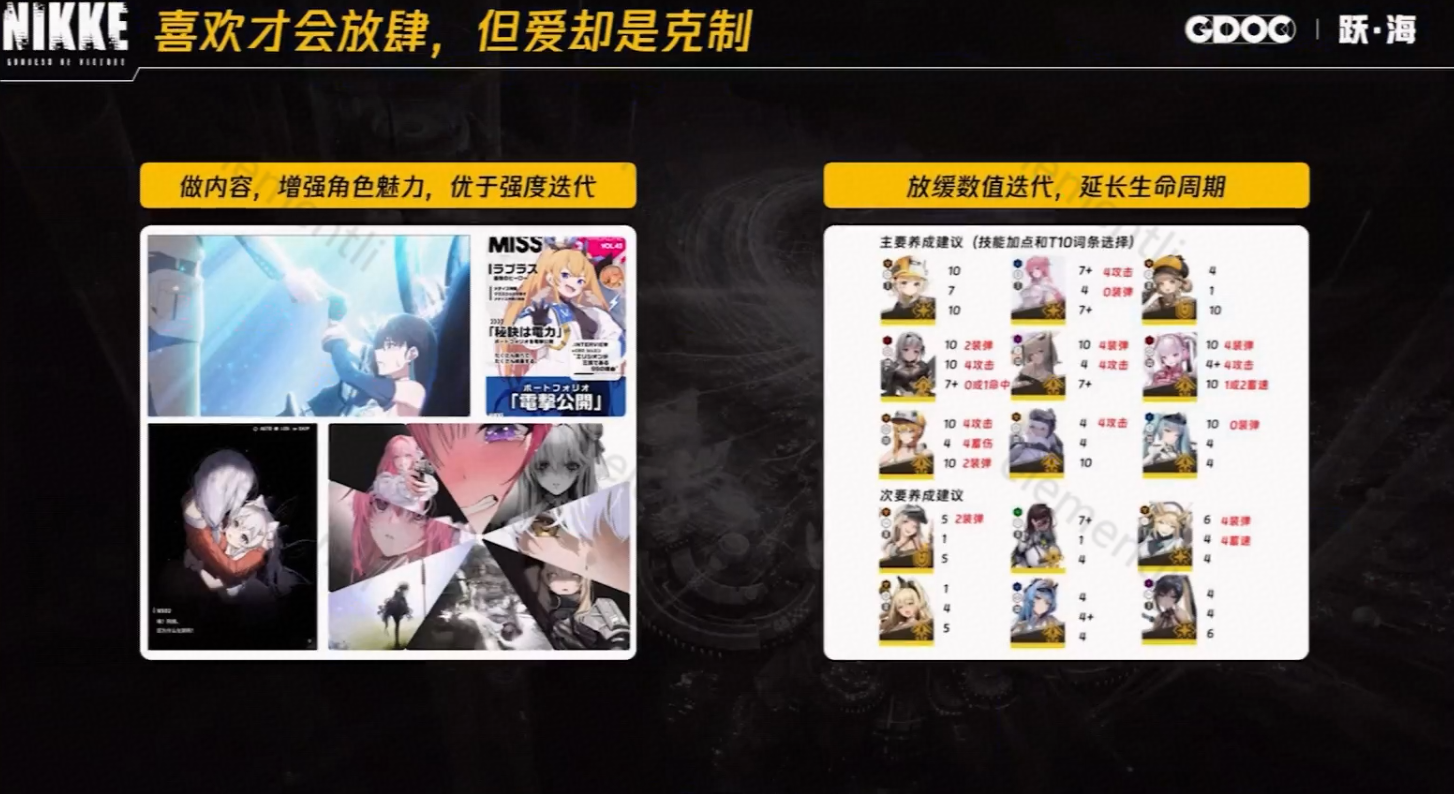 NIKKE
GODDESS OF VICTORY
喜欢才会放肆，但爱却是克制
GDOC | 跃·海
做内容，增强角色魅力，优于强度迭代
MISS
VOL.43
ラプラス
「秘訣は電力」
INTERVIEW
ポートフォリオ
「電撃公開」
放缓数值迭代，延长生命周期
主要养成建议（技能加点和T10词条选择）
10
7
10
7+ 4攻击
4 0装弹
7+
4
1
10
10 2装弹
10 4攻击
7+ 0或1命中
10 4装弹
4 4攻击
7+
10 4装弹
4+ 4攻击
10 1或2蓄速
10 4攻击
4 4蓄伤
10 2装弹
4 4攻击
4
10
10 0装弹
4
4
次要养成建议
5 2装弹
1
5
7+
1
4
6 4装弹
4 4蓄速
4
1
4
5
4
4+
4
4
4
6
elementli